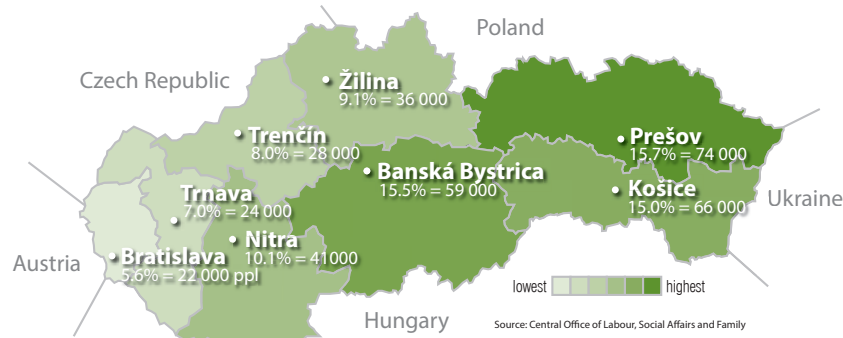 Poland
Czech Republic
Žilina
9.1% = 36 000
Trenčín
8.0% = 28 000
Prešov
15.7% = 74 000
Banská Bystrica
15.5% = 59 000
Košice
15.0% = 66 000
Ukraine
Trnava
7.0% = 24 000
Nitra
10.1% = 41000
Bratislava
5.6% = 22 000 ppl
Austria
lowest highest
Hungary
Source: Central Office of Labour, Social Affairs and Family